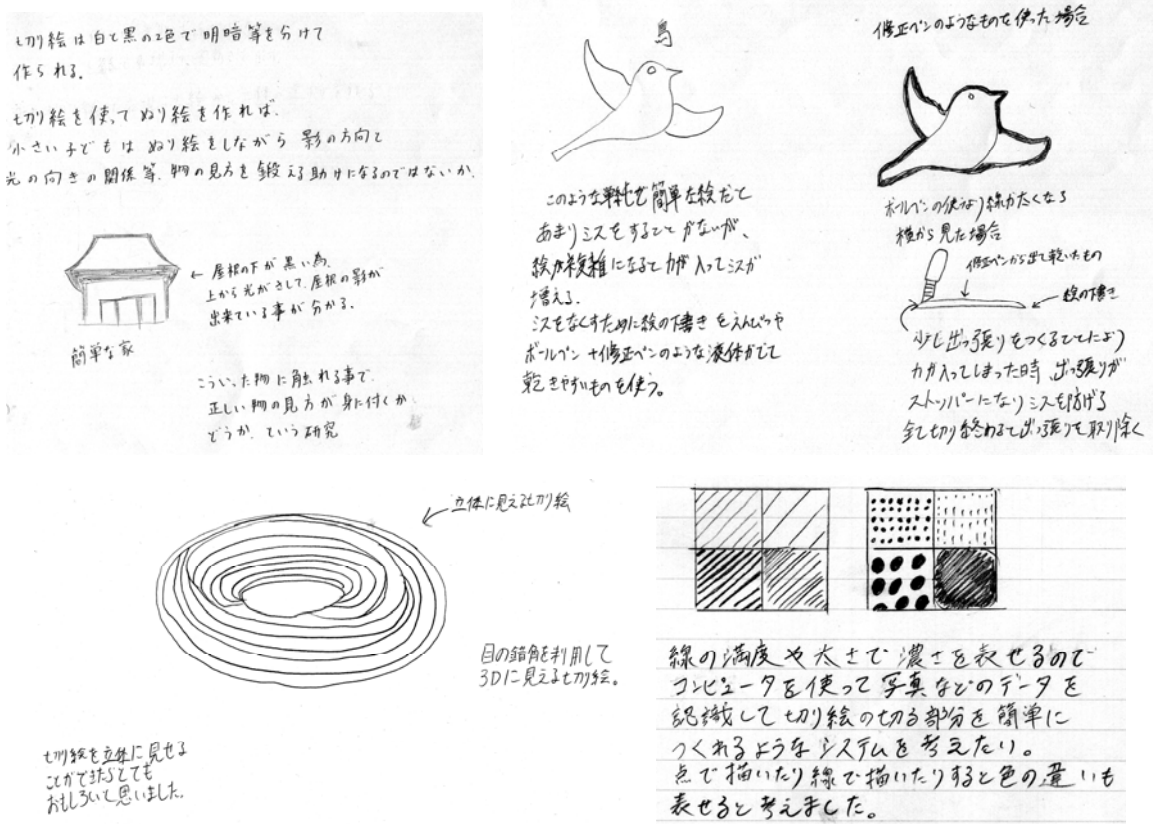 切り絵は白と黒の2色で明暗等を分けて
作られる。
切り絵を使って ぬり絵を作れば、
小さい子どもは ぬり絵をしながら 影の方向と
光の向きの関係等、物の見方を鍛える助けになるのではないか。
← 屋根の下が黒い為、
上から光がさして、屋根の影が
出来ている事が分かる。
簡単な家
こういった物に触れる事で、
正しい物の見方が身に付くか
どうか、という研究
鳥
このような単純で簡単な絵だと
あまりミスをすることがないが、
絵が複雑になると力が入ってミスが
増える.
ミスをなくすために絵の下書きをえんぴつや
ボールペン→修正ペンのような液体がでて
乾きやすいものを使う。
修正ペンのようなものを使った場合
ボールペンの使うより線が太くなる
横から見た場合
修正ペンから出て乾いたもの
← 絵の下書き
少し出っ張りをつくることにより
力が入ってしまった時、出っ張りが
ストッパーになりミスを防げる
全て切り終わると出っ張りを取り除く
立体に見える切り絵
目の錯角を利用して
3Dに見える切り絵。
切り絵を立体に見せる
ことができたらとても
おもしろいと思いました。
線の満度や太さで濃さを表せるので
コンピュータを使って写真などのデータを
認識して切り絵の切る部分を簡単に
つくれるようなシステムを考えたい。
点で描いたり線で描いたりすると色の違いも
表せると考えました。